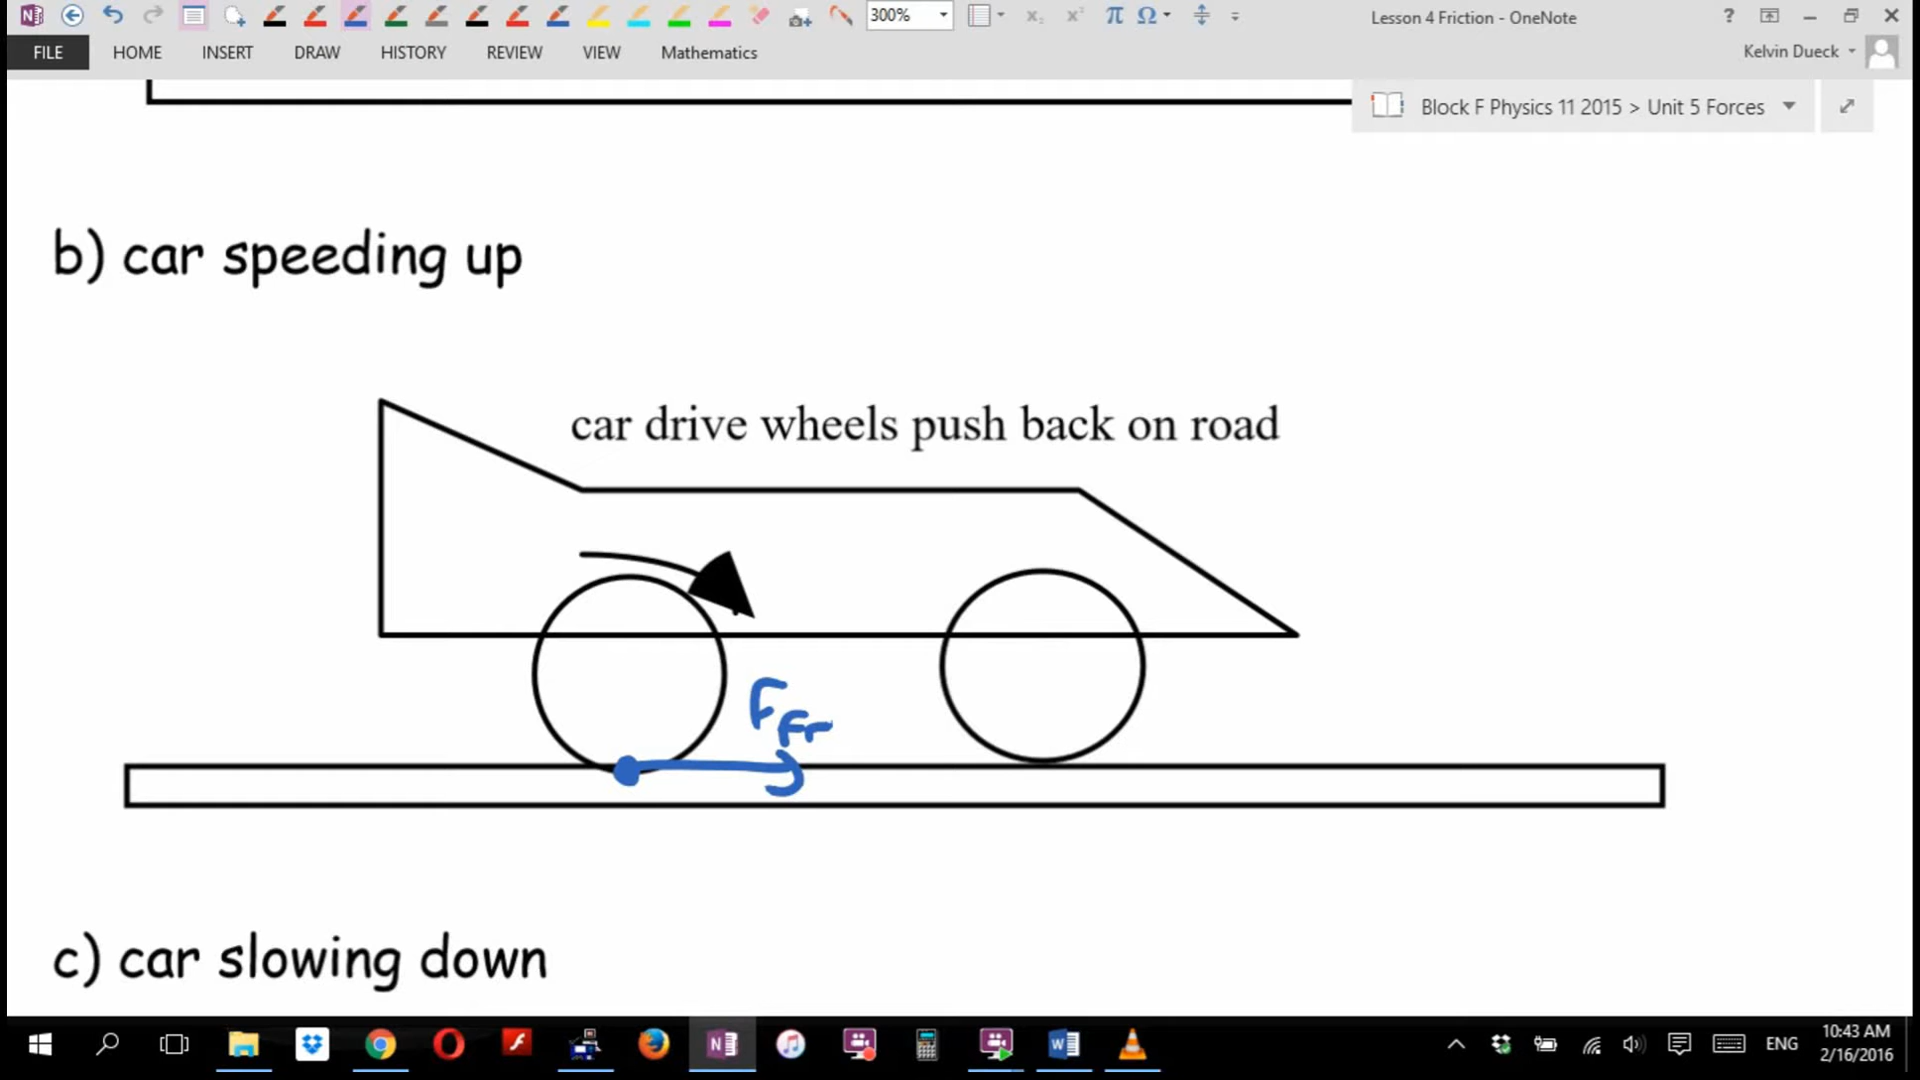 300%
Lesson 4 Friction - OneNote
?
FILE HOME INSERT DRAW HISTORY REVIEW VIEW Mathematics
Kelvin Dueck
Block F Physics 11 2015 > Unit 5 Forces
b) car speeding up
car drive wheels push back on road
F Fr
c) car slowing down
ENG
10:43 AM
2/16/2016